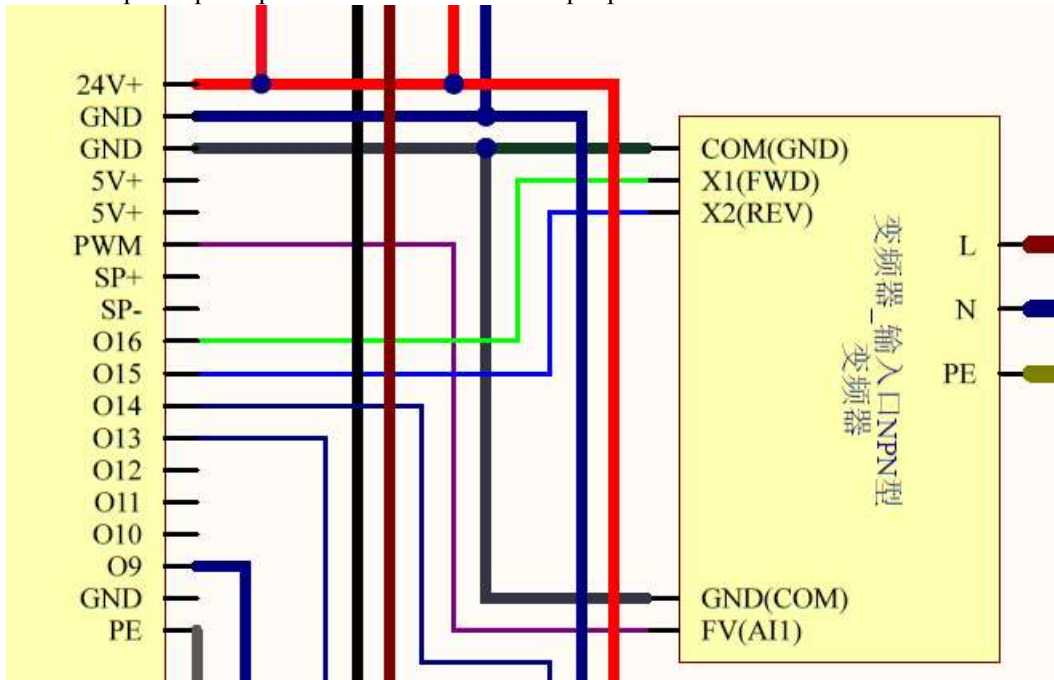 24V+
GND
GND
5V+
5V+
PWM
SP+
SP-
O16
O15
O14
O13
O12
O11
O10
O9
GND
PE
COM(GND)
X1(FWD)
X2(REV)
变频器_输入口NPN型
变频器
L
N
PE
GND(COM)
FV(AI1)